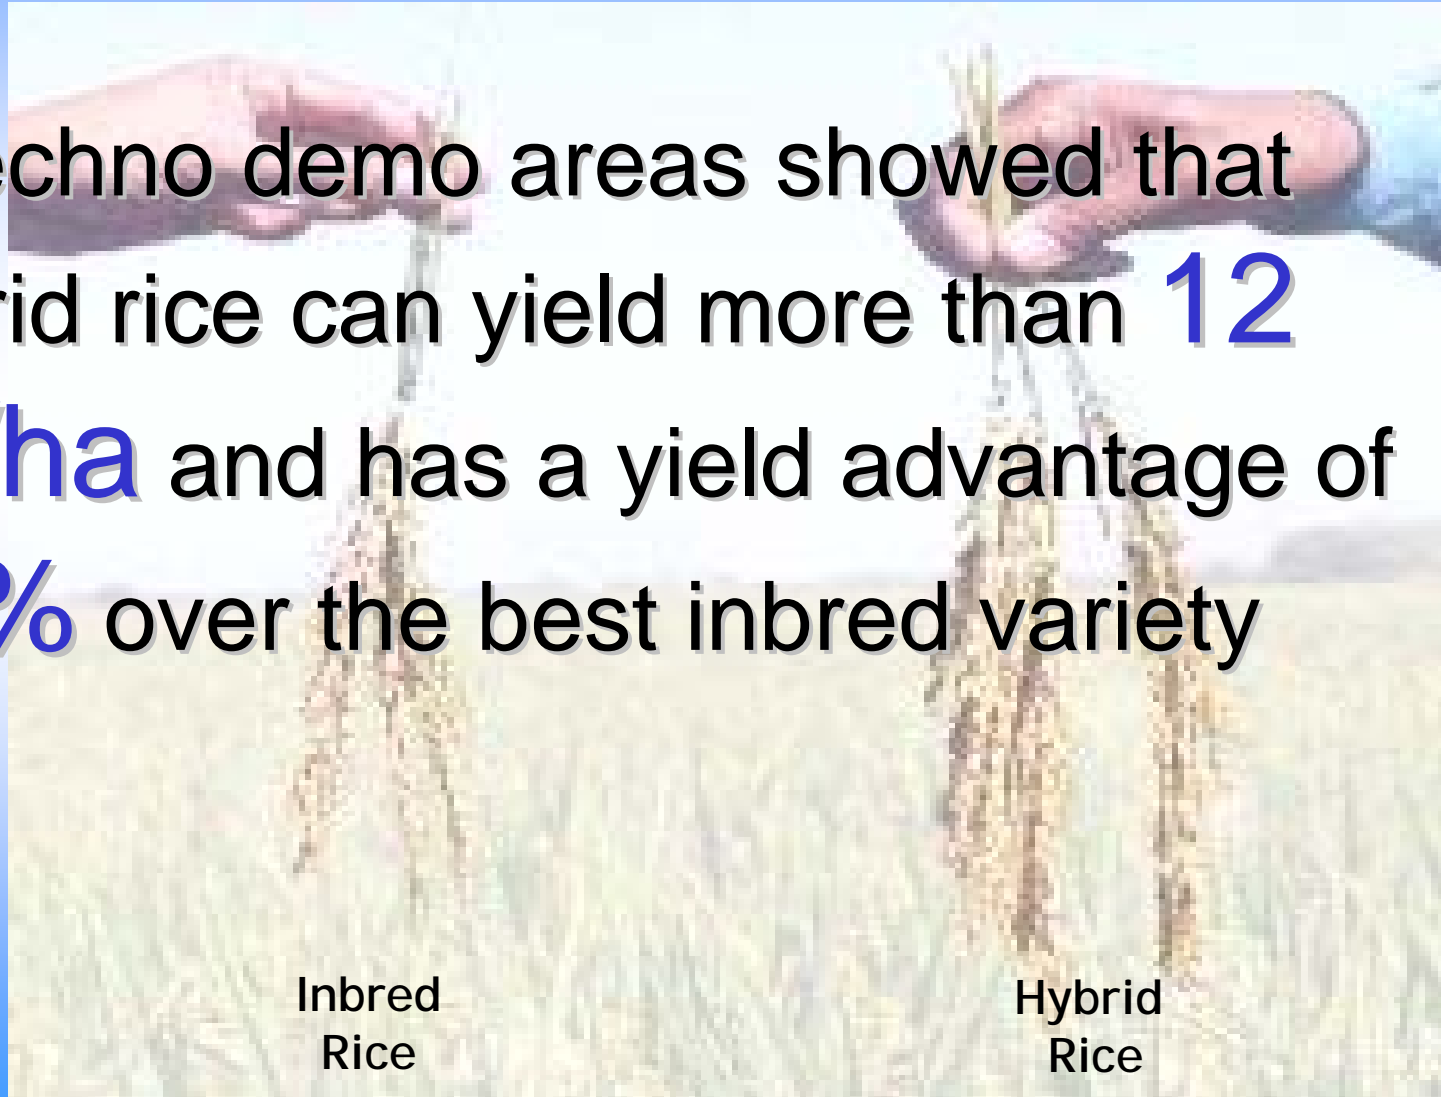 echno demo areas showed that
rid rice can yield more than 12
ha and has a yield advantage of
% over the best inbred variety
Inbred
Rice
Hybrid
Rice